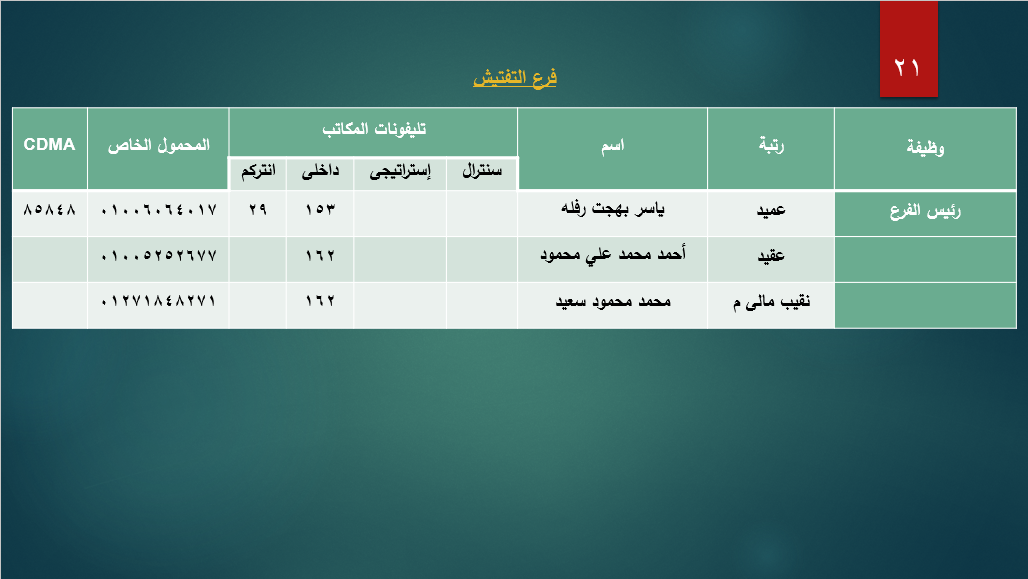 ٢١
فرع التفتيش
وظيفة رتبة اسم تليفونات المكاتب المحمول الخاص CDMA
سنترال إستراتيجى داخلى انتركم
رئيس الفرع عميد ياسر بهجت رفله ١٥٣ ٢٩ ٠١٠٠٦٠٦٤٠١٧ ٨٥٨٤٨
عقيد أحمد محمد علي محمود ١٦٢ ٠١٠٠٥٢٥٢٦٧٧
نقيب مالى م محمد محمود سعيد ١٦٢ ٠١٢٧١٨٤٨٢٧١